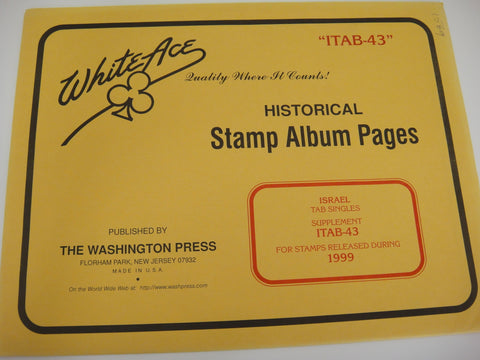 "ITAB-43"
White Ace
Quality Where It Counts!
HISTORICAL
Stamp Album Pages
ISRAEL
TAB SINGLES
SUPPLEMENT
ITAB-43
FOR STAMPS RELEASED DURING
1999
PUBLISHED BY
THE WASHINGTON PRESS
FLORHAM PARK, NEW JERSEY 07932
MADE IN U.S.A.
On the World Wide Web at: http://www.washpress.com